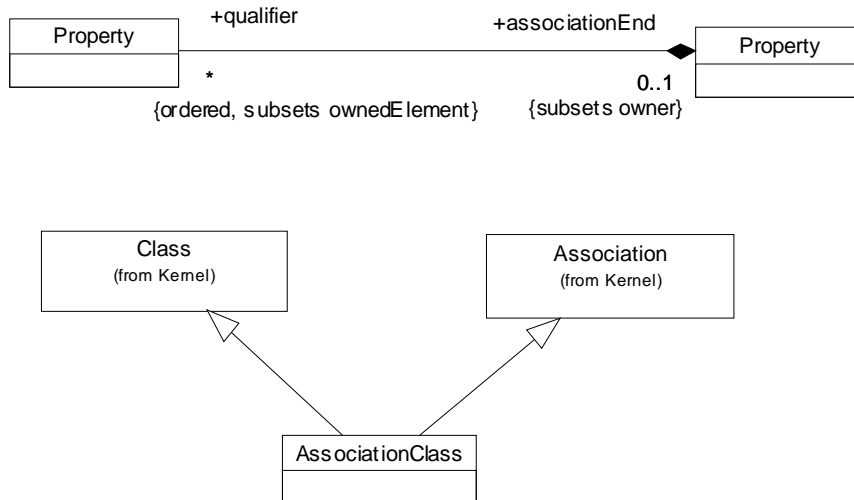 +qualifier
+associationEnd
Property
Property
*
0..1
{ordered, subsets ownedElement}
{subsets owner}
Class
(from Kernel)
Association
(from Kernel)
AssociationClass